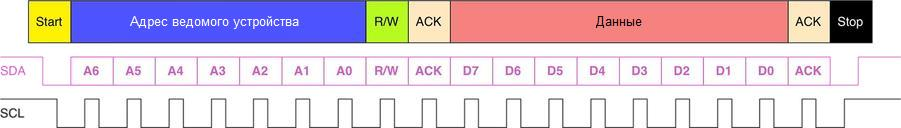 Start Адрес ведомого устройства R/W ACK Данные ACK Stop
SDA A6 A5 A4 A3 A2 A1 A0 R/W ACK D7 D6 D5 D4 D3 D2 D1 D0 ACK
SCL